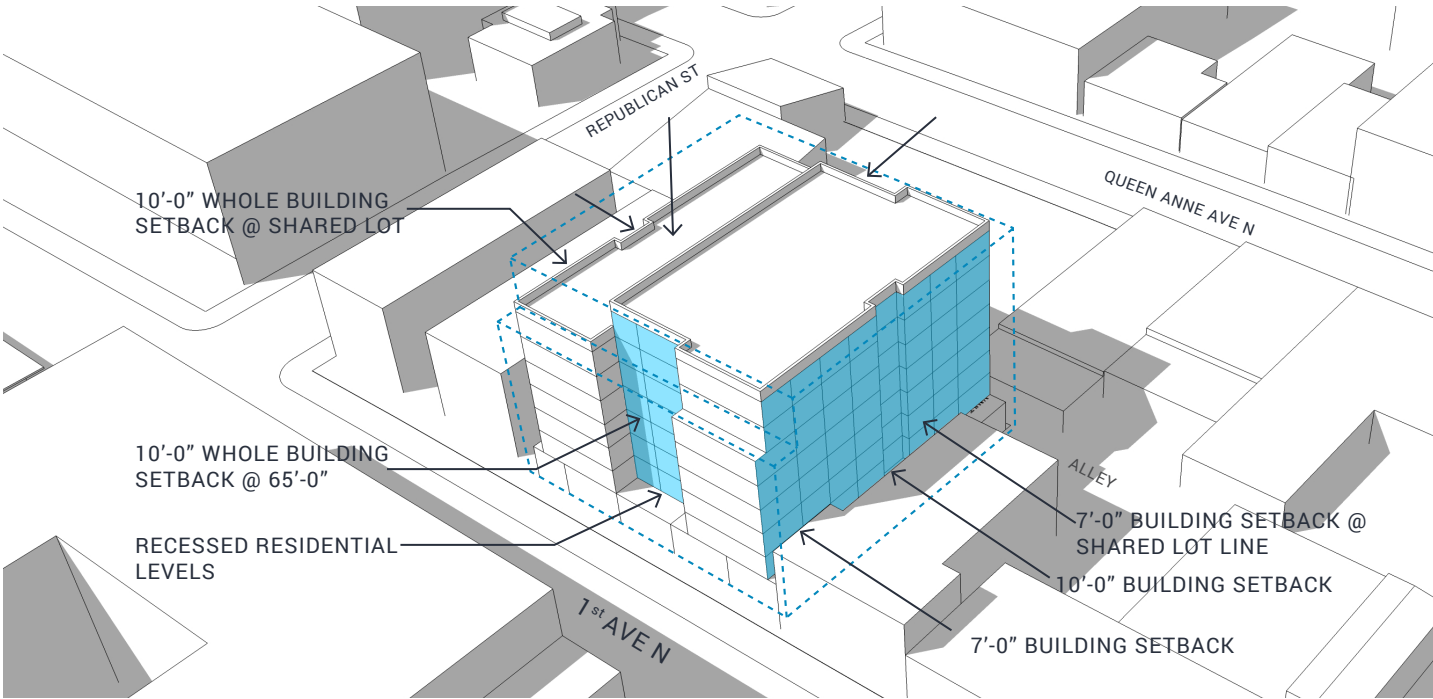 REPUBLICAN ST
10’-0” WHOLE BUILDING
SETBACK @ SHARED LOT
QUEEN ANNE AVE N
10’-0” WHOLE BUILDING
SETBACK @ 65’-0”
ALLEY
7’-0” BUILDING SETBACK @
SHARED LOT LINE
RECESSED RESIDENTIAL
LEVELS
10’-0” BUILDING SETBACK
1st AVE N
7’-0” BUILDING SETBACK